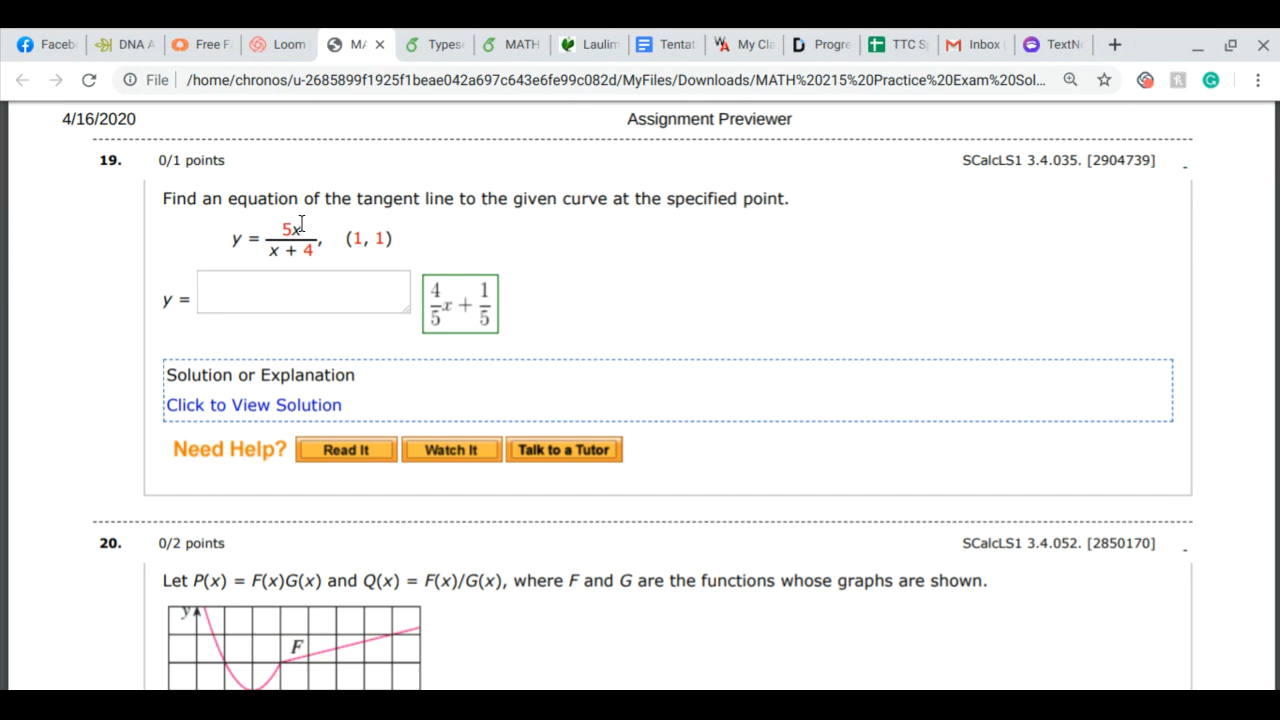 Faceb DNA A Free F Loom MA Types MATH Laulim Tentat My Cla Progre TTC S Inbox TextN
File /home/chronos/u-2685899f1925f1beae042a697c643e6fe99c082d/MyFiles/Downloads/MATH%20215%20Practice%20Exam%20Sol...
4/16/2020 Assignment Previewer
19. 0/1 points SCalcLS1 3.4.035. [2904739]
Find an equation of the tangent line to the given curve at the specified point.
y = 5x / x + 4, (1, 1)
y = 4/5 x + 1/5
Solution or Explanation
Click to View Solution
Need Help? Read It Watch It Talk to a Tutor
20. 0/2 points SCalcLS1 3.4.052. [2850170]
Let P(x) = F(x)G(x) and Q(x) = F(x)/G(x), where F and G are the functions whose graphs are shown.
y
F